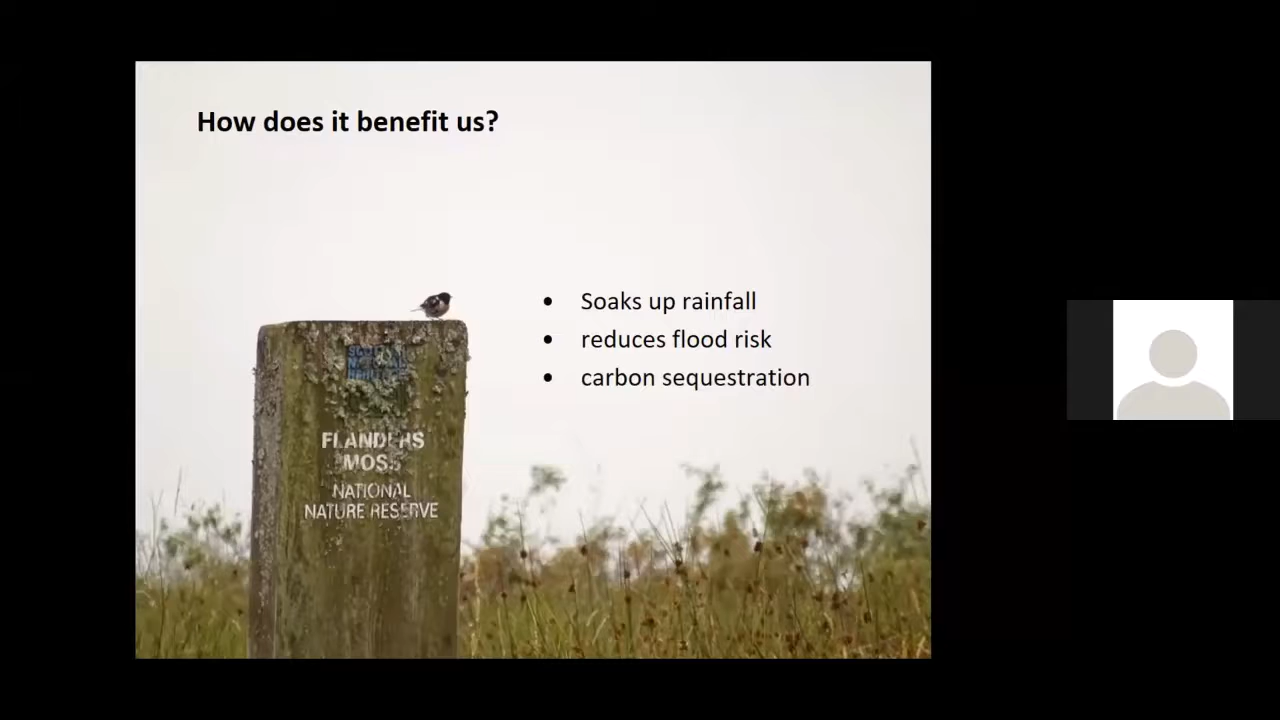 How does it benefit us?
• Soaks up rainfall
• reduces flood risk
• carbon sequestration
FLANDERS
MOSS
NATIONAL
NATURE RESERVE